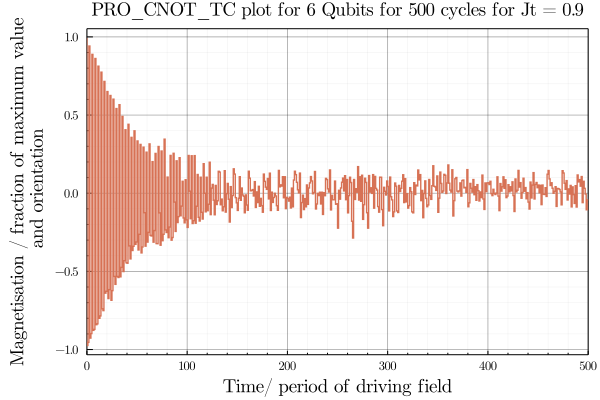 PRO_CNOT_TC plot for 6 Qubits for 500 cycles for Jt = 0.9
Magnetisation / fraction of maximum value
and orientation
1.0
0.5
0.0
−0.5
−1.0
0
100
200
300
400
500
Time/ period of driving field